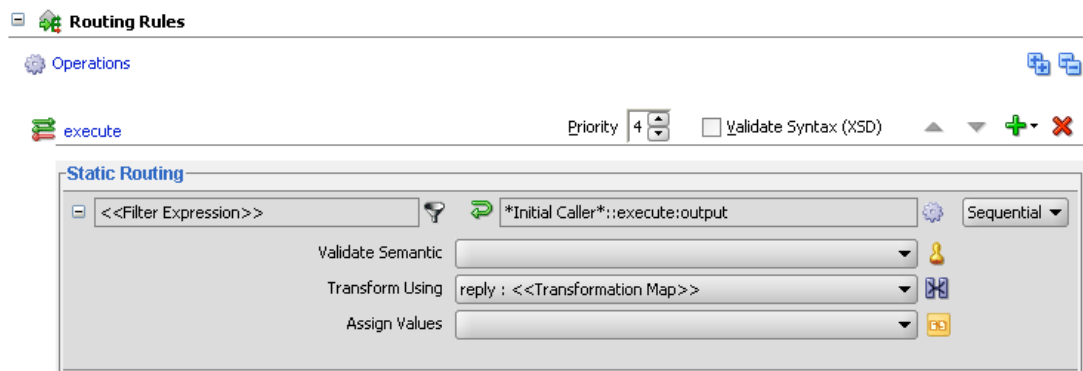 Routing Rules
Operations
execute Priority 4 Validate Syntax (XSD)
Static Routing
<<Filter Expression>> *Initial Caller*::execute:output Sequential
Validate Semantic
Transform Using reply : <<Transformation Map>>
Assign Values